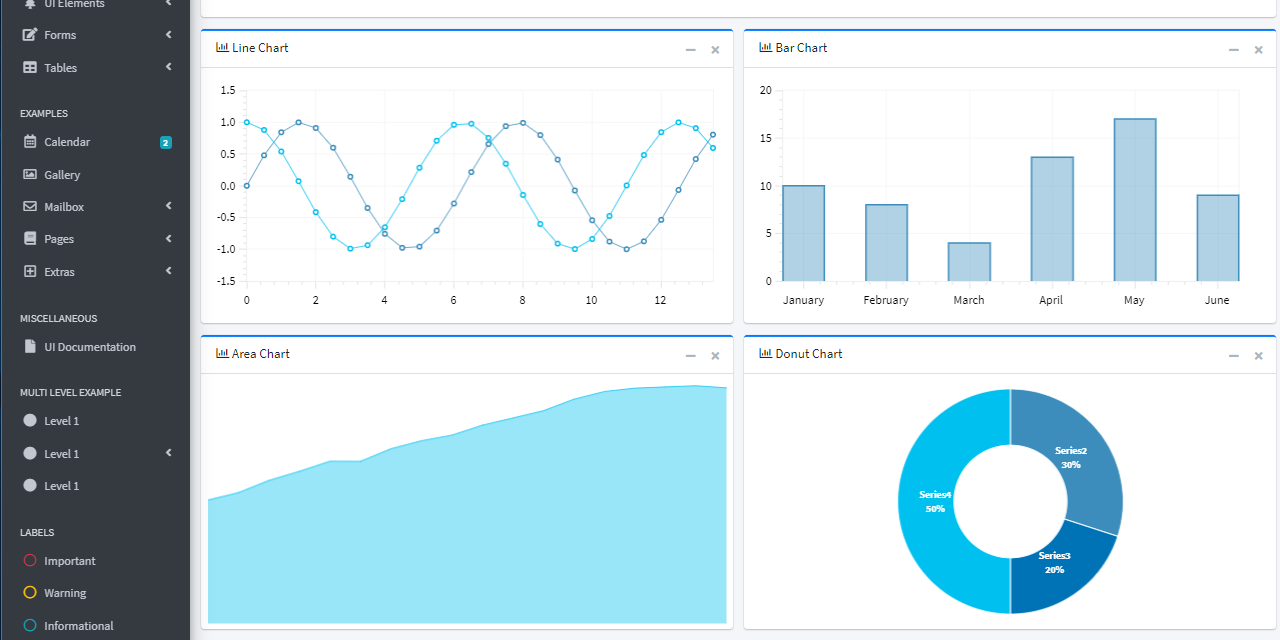 UI Elements
Forms
Tables
EXAMPLES
Calendar 2
Gallery
Mailbox
Pages
Extras
MISCELLANEOUS
UI Documentation
MULTI LEVEL EXAMPLE
Level 1
Level 1
Level 1
LABELS
Important
Warning
Informational
Line Chart
1.5
1.0
0.5
0.0
-0.5
-1.0
-1.5
0 2 4 6 8 10 12
Bar Chart
20
15
10
5
0
January February March April May June
Area Chart
Donut Chart
Series2
30%
Series4
50%
Series3
20%